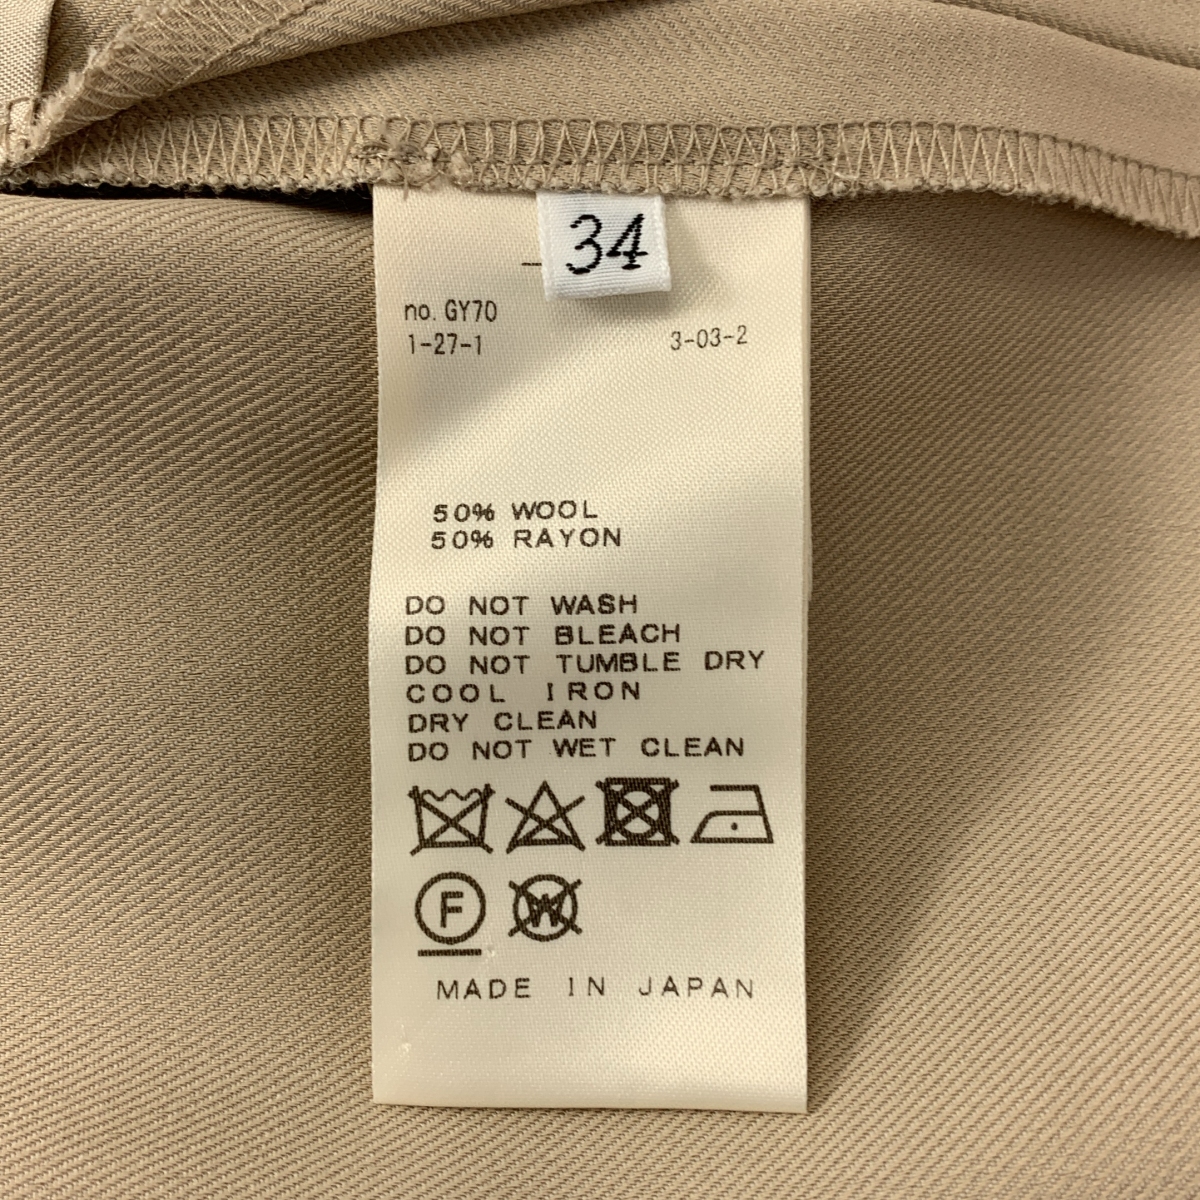 34
no. GY70
1-27-1 3-03-2
50% WOOL
50% RAYON
DO NOT WASH
DO NOT BLEACH
DO NOT TUMBLE DRY
COOL IRON
DRY CLEAN
DO NOT WET CLEAN
F W
MADE IN JAPAN